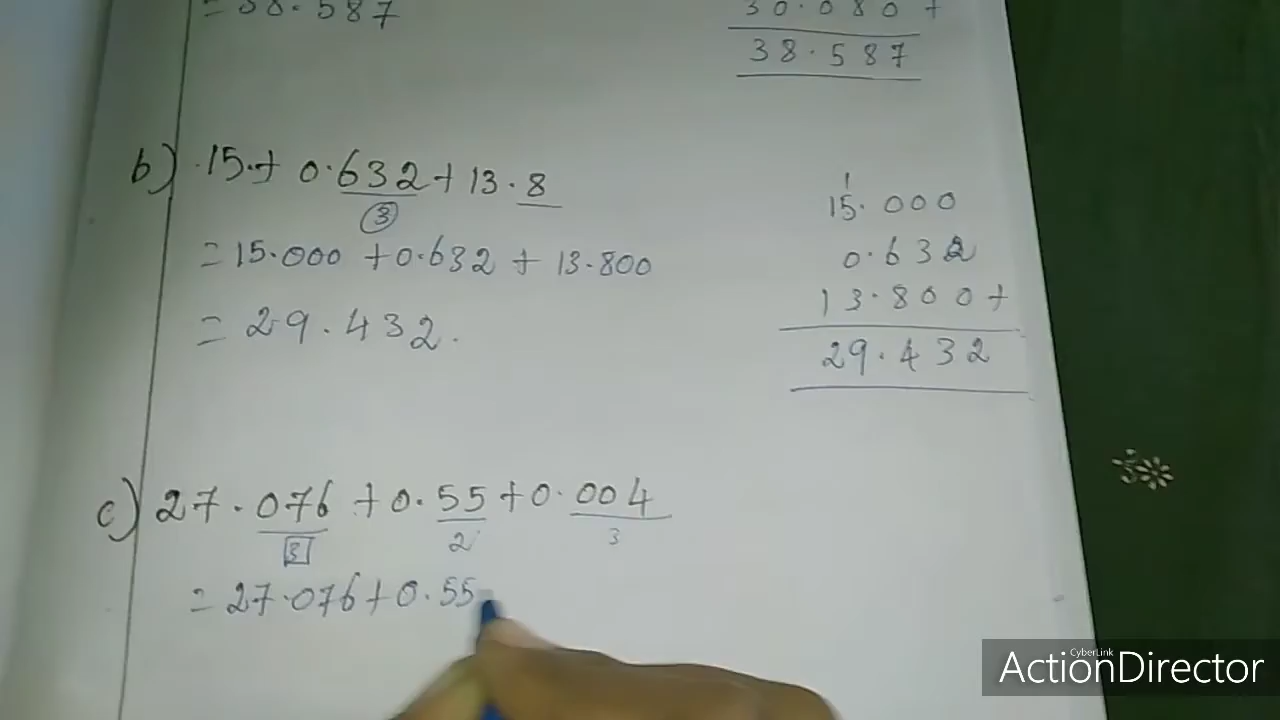 = 38.587
30.080 +
38.587
b) 15. + 0.632 + 13.8
3
= 15.000 + 0.632 + 13.800
= 29.432.
1
15.000
0.632
13.800 +
29.432
c) 27.076 + 0.55 + 0.004
3 2 3
= 27.076 + 0.55
CyberLink
ActionDirector